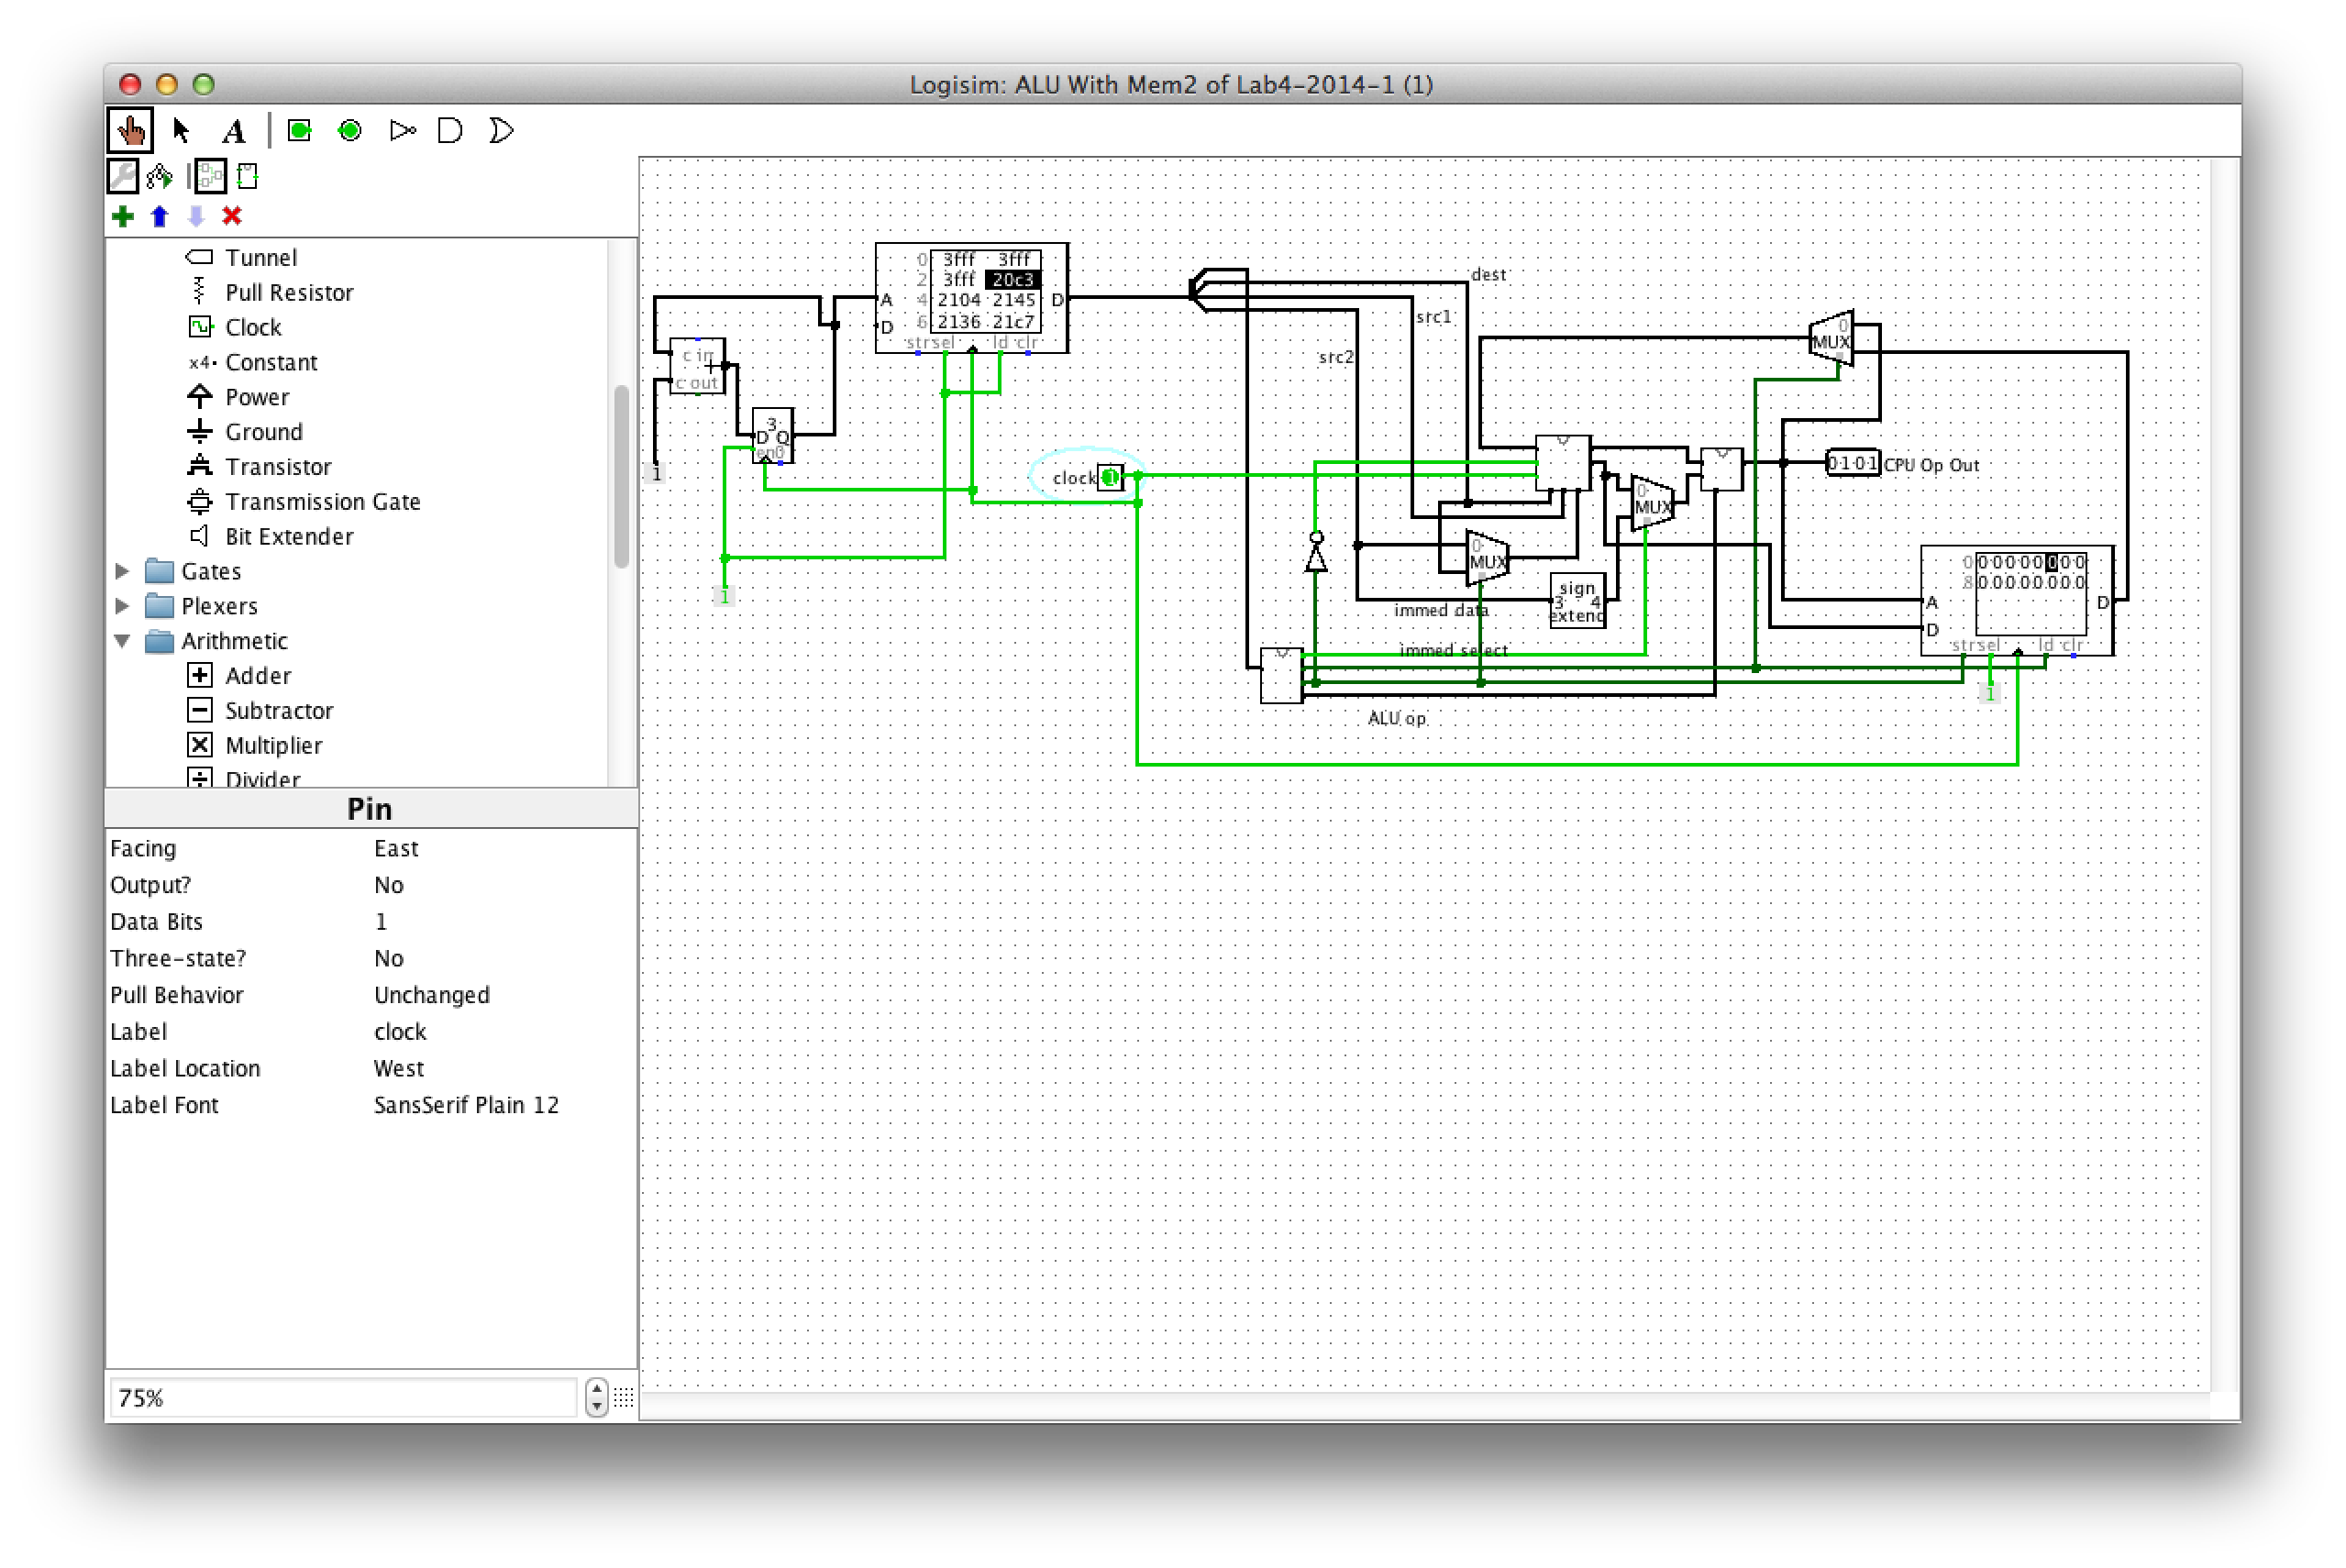 Logisim: ALU With Mem2 of Lab4-2014-1 (1)
A
Tunnel
Pull Resistor
Clock
x4 Constant
Power
Ground
Transistor
Transmission Gate
Bit Extender
Gates
Plexers
Arithmetic
Adder
Subtractor
Multiplier
Divider
Pin
Facing East
Output? No
Data Bits 1
Three-state? No
Pull Behavior Unchanged
Label clock
Label Location West
Label Font SansSerif Plain 12
75%
0 3fff 3fff
2 3fff 20c3
A 4 2104 2145 D
D 6 2136 21c7
str sel ld clr
c in
+
c out
3
D Q
en 0
1
1
clock 1
dest
src1
src2
0
MUX
0101 CPU Op Out
0
MUX
0
MUX
sign
3 4
extend
immed data
immed select
ALU op
0 00000000
8 00000000
A D
D
str sel ld clr
1